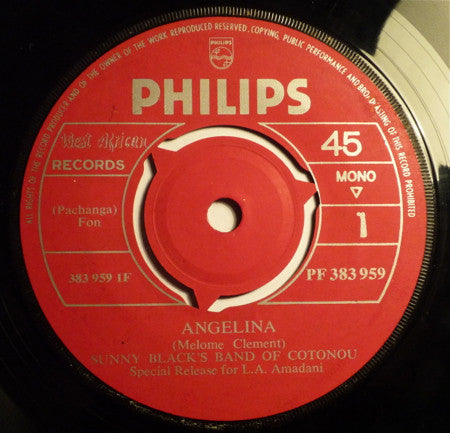 ALL RIGHTS OF THE RECORD PRODUCER AND OF THE OWNER OF THE WORK REPRODUCED RESERVED. COPYING, PUBLIC PERFORMANCE AND BROADCASTING OF THIS RECORD PROHIBITED
PHILIPS
PHILIPS
West African
RECORDS
45
MONO
(Pachanga)
Fon
1
383 959 1F
PF 383 959
ANGELINA
(Melome Clement)
SUNNY BLACK'S BAND OF COTONOU
Special Release for L.A. Amadani